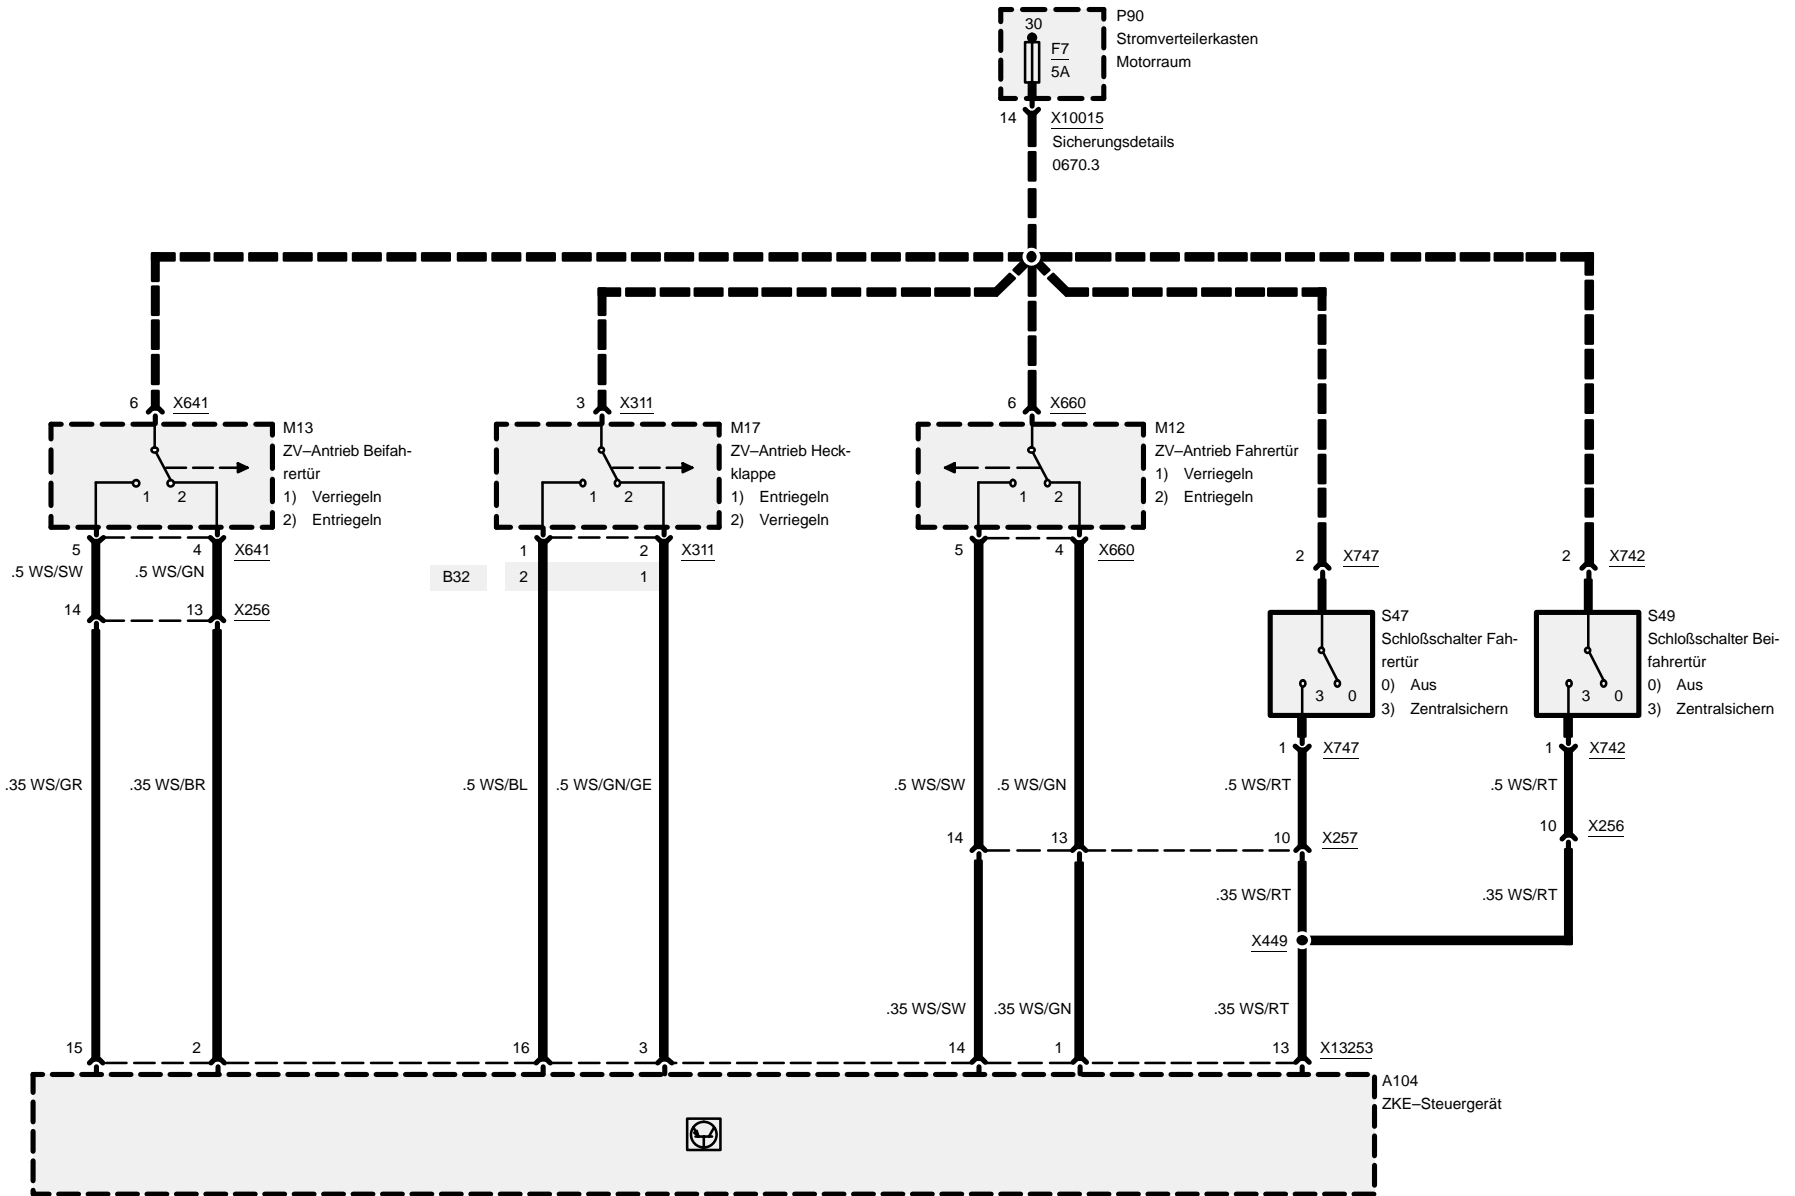 30
F7
5A
P90
Stromverteilerkasten
Motorraum
14 X10015
Sicherungsdetails
0670.3
6 X641
3 X311
6 X660
M13
ZV–Antrieb Beifah-
rertür
1) Verriegeln
2) Entriegeln
1 2
M17
ZV–Antrieb Heck-
klappe
1) Entriegeln
2) Verriegeln
1 2
M12
ZV–Antrieb Fahrertür
1) Verriegeln
2) Entriegeln
1 2
5 4 X641
.5 WS/SW .5 WS/GN
14 13 X256
1 2 X311
B32 2 1
5 4 X660
2 X747
2 X742
S47
Schloßschalter Fah-
rertür
0) Aus
3) Zentralsichern
3 0
S49
Schloßschalter Bei-
fahrertür
0) Aus
3) Zentralsichern
3 0
1 X747
1 X742
.35 WS/GR .35 WS/BR .5 WS/BL .5 WS/GN/GE .5 WS/SW .5 WS/GN .5 WS/RT .5 WS/RT
14 13 10 X257
10 X256
.35 WS/RT .35 WS/RT
X449
.35 WS/SW .35 WS/GN .35 WS/RT
15 2 16 3 14 1 13 X13253
A104
ZKE–Steuergerät